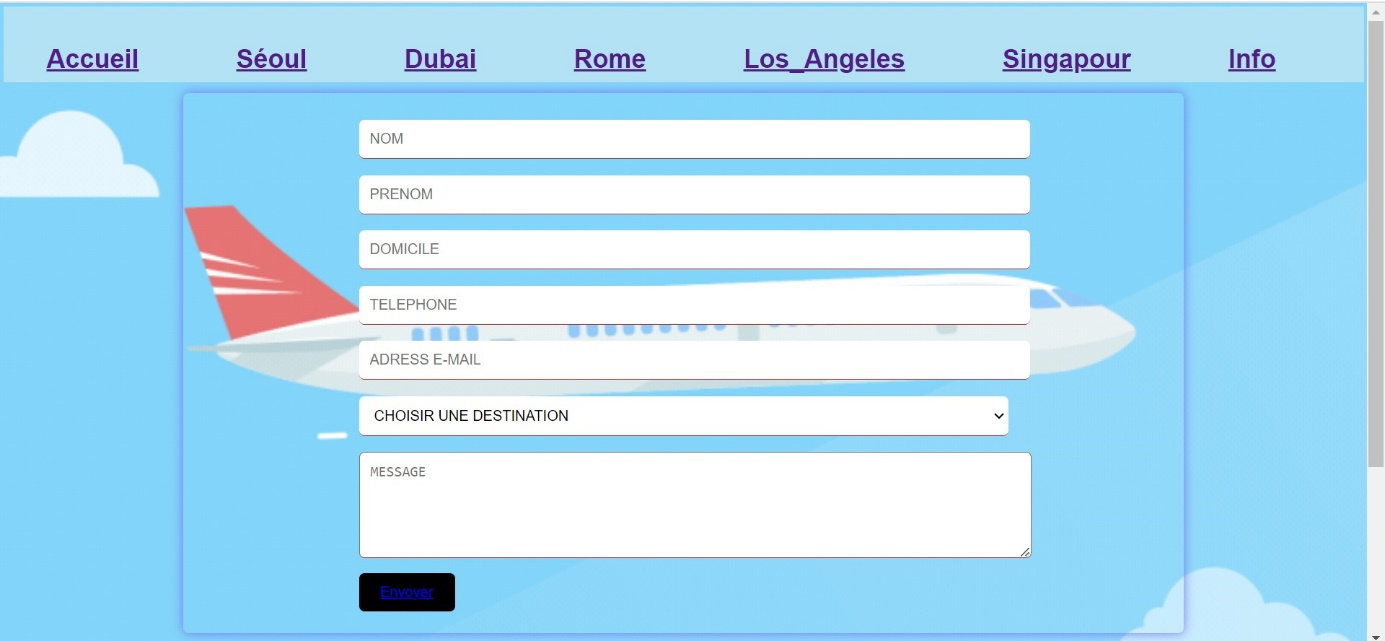 Accueil Séoul Dubai Rome Los_Angeles Singapour Info
NOM
PRENOM
DOMICILE
TELEPHONE
ADRESS E-MAIL
CHOISIR UNE DESTINATION
MESSAGE
Envoyer